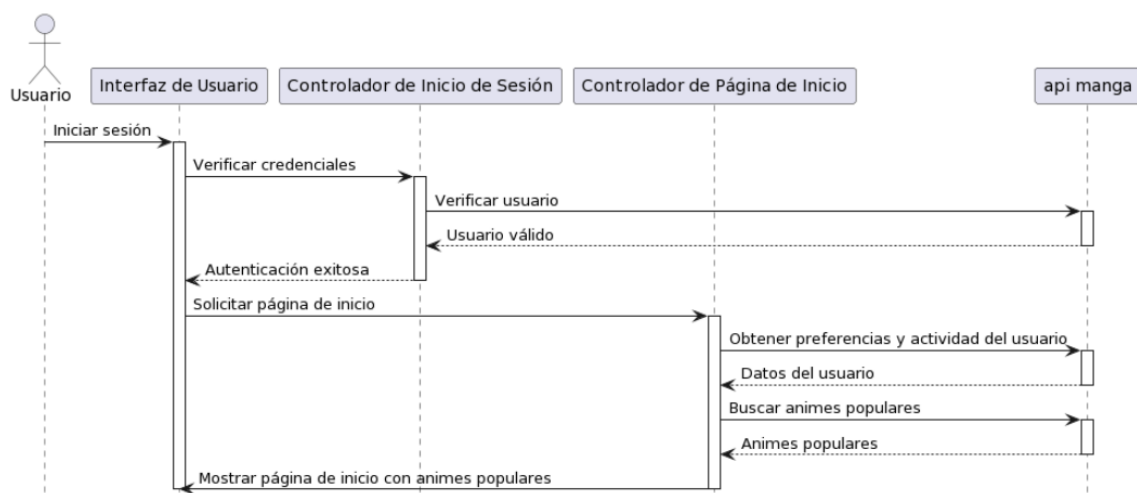 Usuario
Interfaz de Usuario
Controlador de Inicio de Sesión
Controlador de Página de Inicio
api manga
Iniciar sesión
Verificar credenciales
Verificar usuario
Usuario válido
Autenticación exitosa
Solicitar página de inicio
Obtener preferencias y actividad del usuario
Datos del usuario
Buscar animes populares
Animes populares
Mostrar página de inicio con animes populares